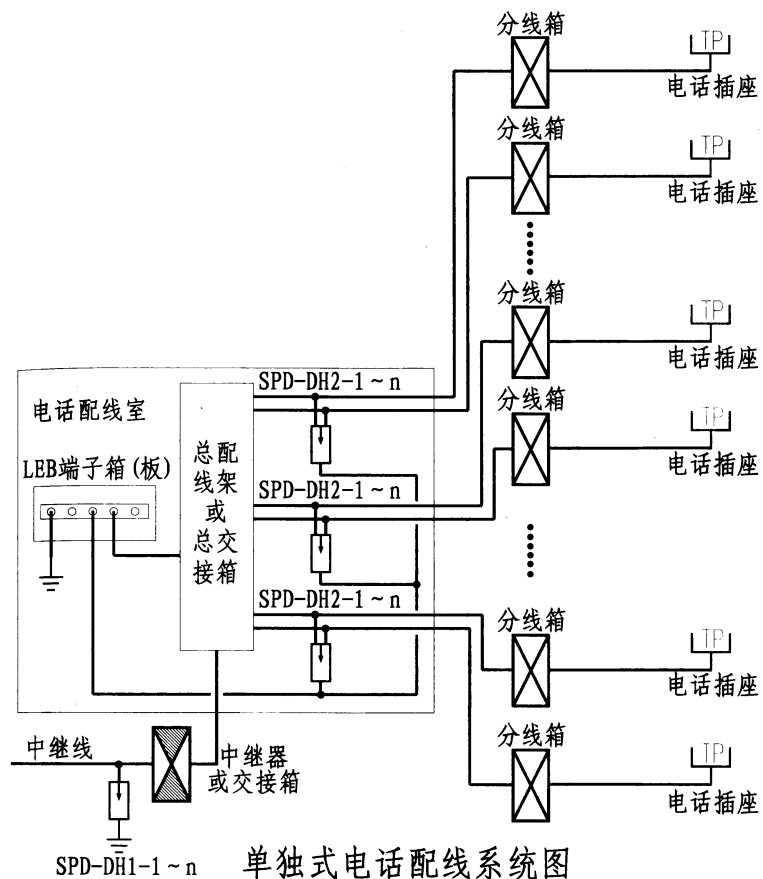 分线箱
TP
电话插座
分线箱
TP
电话插座
分线箱
TP
电话插座
SPD-DH2-1~n
分线箱
电话配线室
TP
总配
线架
或
总交
接箱
电话插座
LEB端子箱(板)
SPD-DH2-1~n
SPD-DH2-1~n
分线箱
TP
电话插座
分线箱
中继线
中继器
或交接箱
TP
电话插座
SPD-DH1-1~n
单独式电话配线系统图